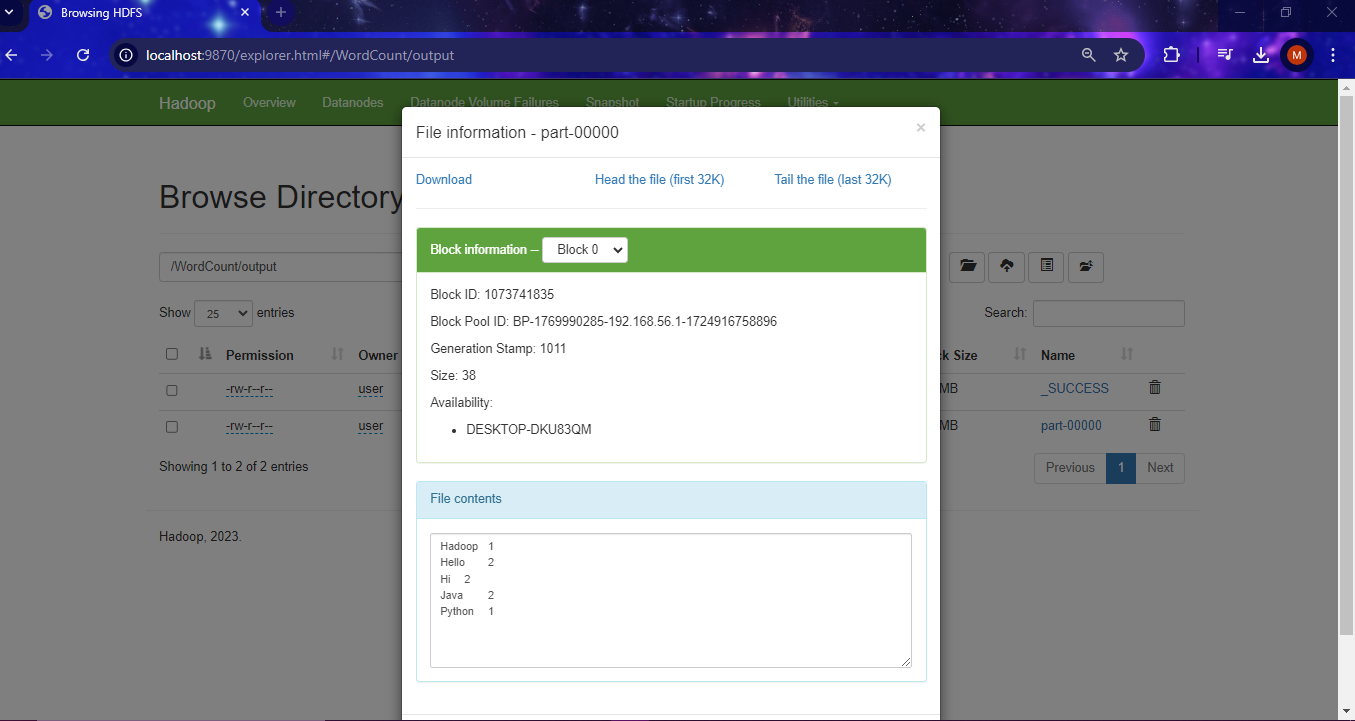 Browsing HDFS
localhost:9870/explorer.html#/WordCount/output
M
Hadoop Overview Datanodes Datanode Volume Failures Snapshot Startup Progress Utilities
File information - part-00000
×
Download Head the file (first 32K) Tail the file (last 32K)
Browse Directory
Block information -- Block 0
/WordCount/output
Block ID: 1073741835
Block Pool ID: BP-1769990285-192.168.56.1-1724916758896
Generation Stamp: 1011
Size: 38
Availability:
DESKTOP-DKU83QM
Show 25 entries
Search:
Permission Owner Size Name
-rw-r--r-- user MB _SUCCESS
-rw-r--r-- user MB part-00000
Showing 1 to 2 of 2 entries
Previous 1 Next
File contents
Hadoop 1
Hello 2
Hi 2
Java 2
Python 1
Hadoop, 2023.